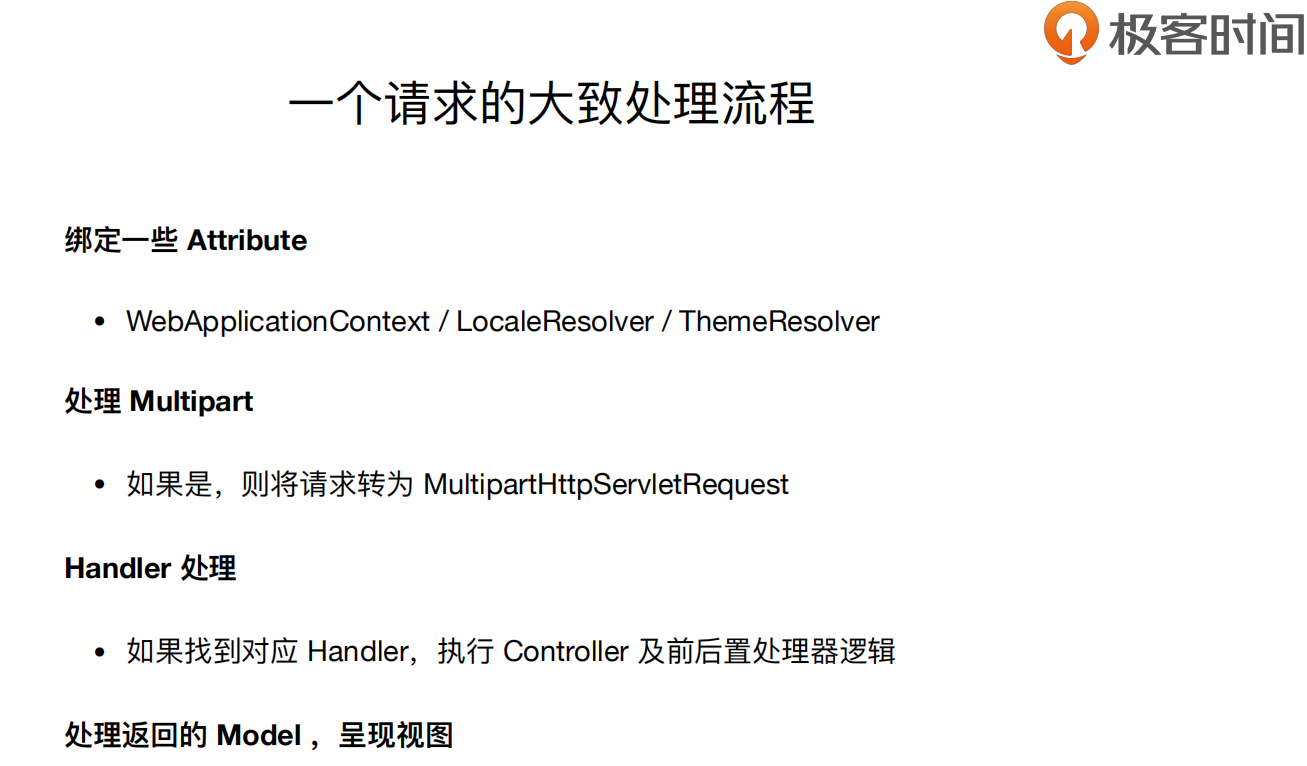 极客时间
一个请求的大致处理流程
绑定一些 Attribute
• WebApplicationContext / LocaleResolver / ThemeResolver
处理 Multipart
• 如果是，则将请求转为 MultipartHttpServletRequest
Handler 处理
• 如果找到对应 Handler，执行 Controller 及前后置处理器逻辑
处理返回的 Model ，呈现视图